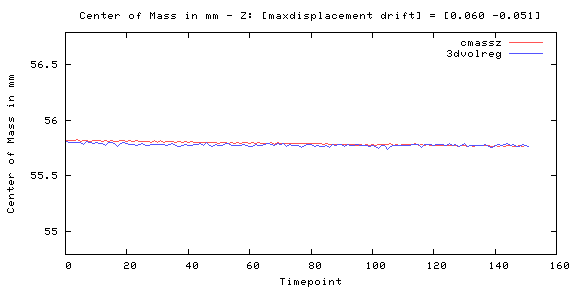 Center of Mass in mm - Z: [maxdisplacement drift] = [0.060 -0.051]
cmassz
3dvolreg
56.5
56
55.5
55
Center of Mass in mm
0 20 40 60 80 100 120 140 160
Timepoint